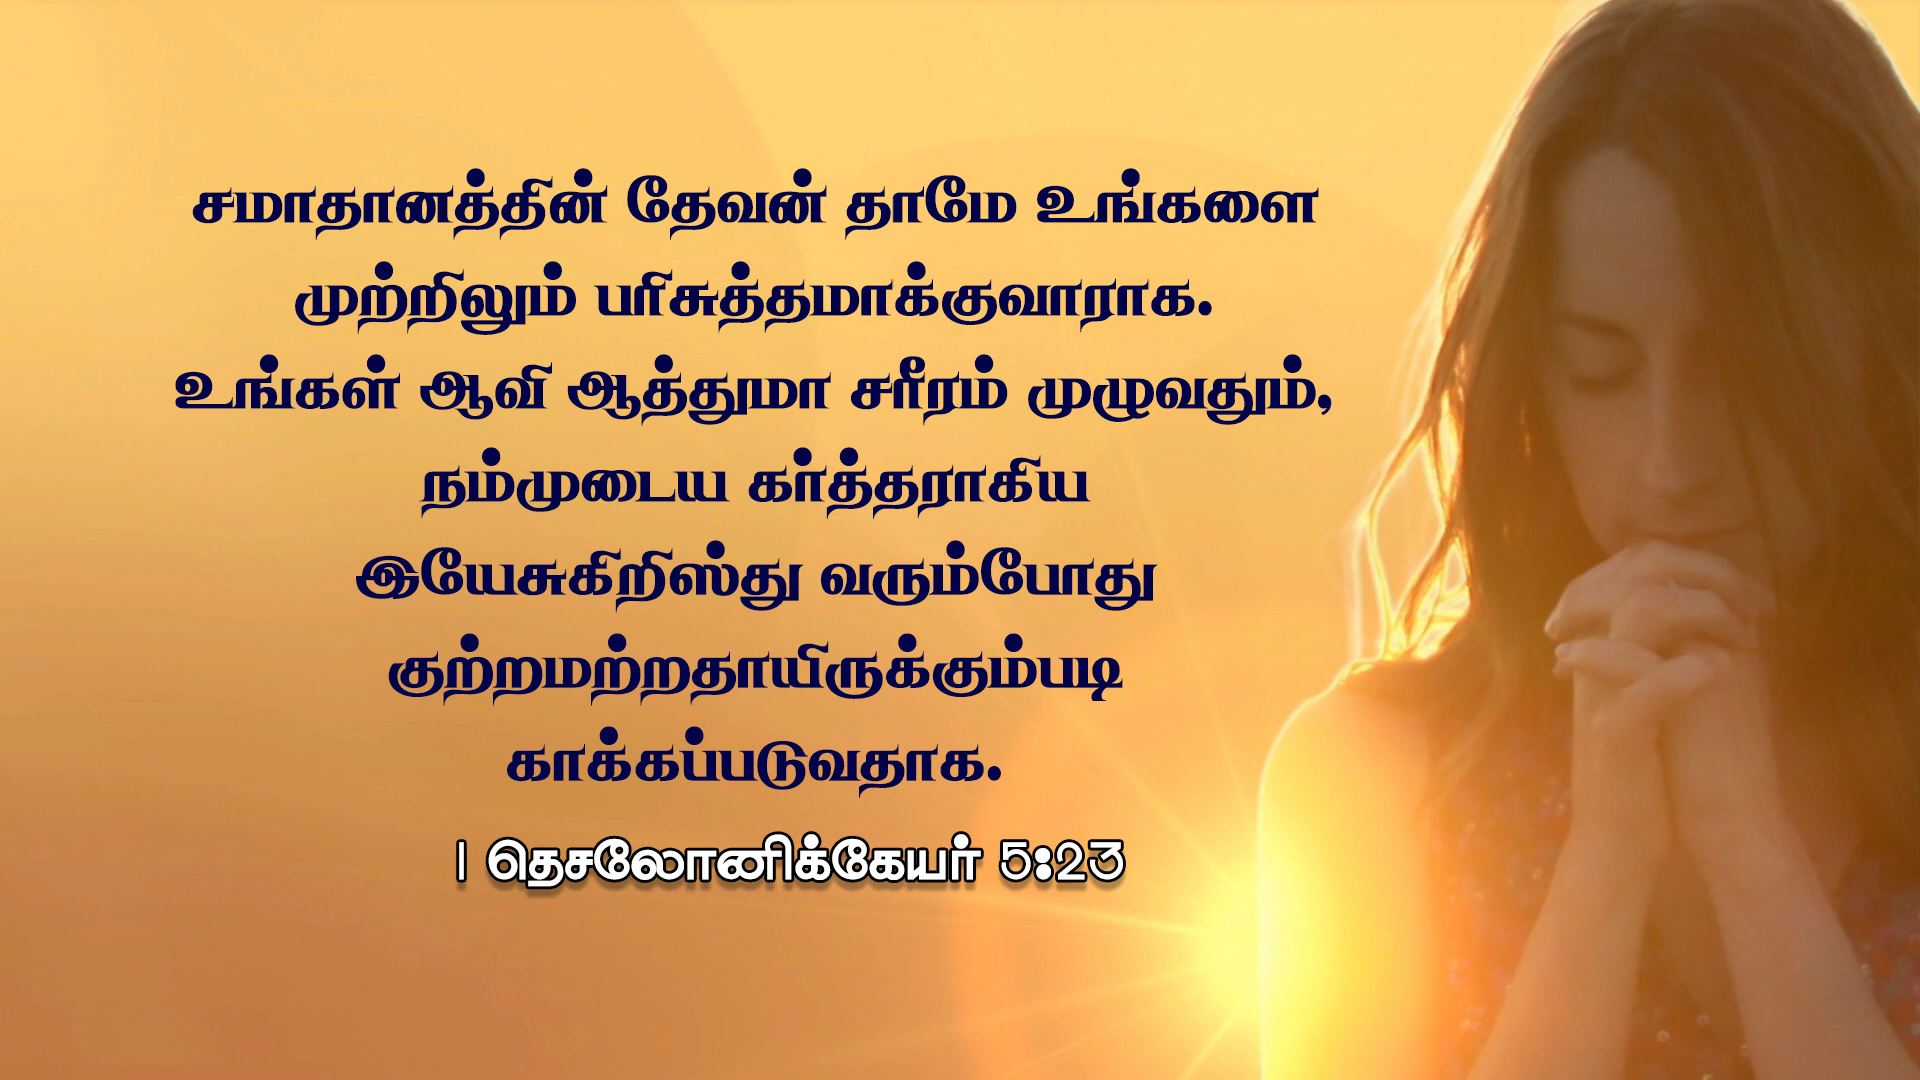 சமாதானத்தின் தேவன் தாமே உங்களை
முற்றிலும் பரிசுத்தமாக்குவாராக.
உங்கள் ஆவி ஆத்துமா சரீரம் முழுவதும்,
நம்முடைய கர்த்தராகிய
இயேசுகிறிஸ்து வரும்போது
குற்றமற்றதாயிருக்கும்படி
காக்கப்படுவதாக.
I தெசலோனிக்கேயர் 5:23